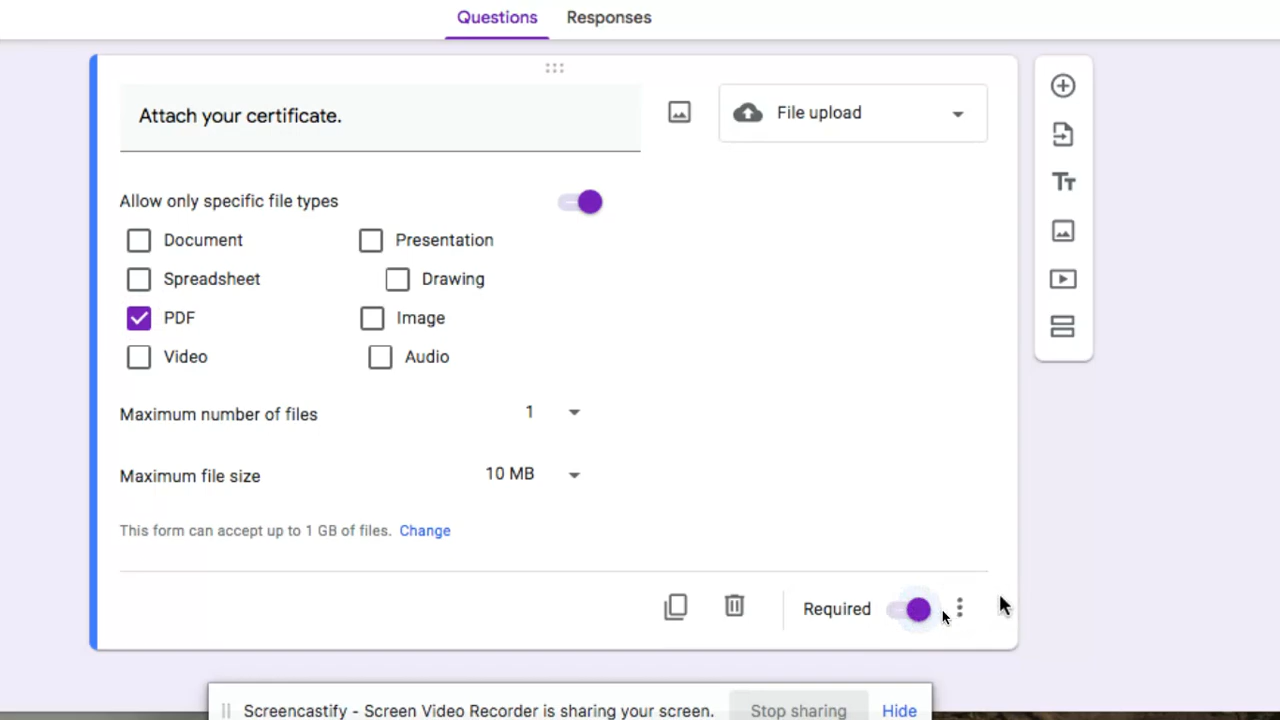 Questions Responses
Attach your certificate. File upload
Allow only specific file types
Document Presentation
Spreadsheet Drawing
PDF Image
Video Audio
Maximum number of files 1
Maximum file size 10 MB
This form can accept up to 1 GB of files. Change
Required
Tт
Screencastify - Screen Video Recorder is sharing your screen. Stop sharing Hide